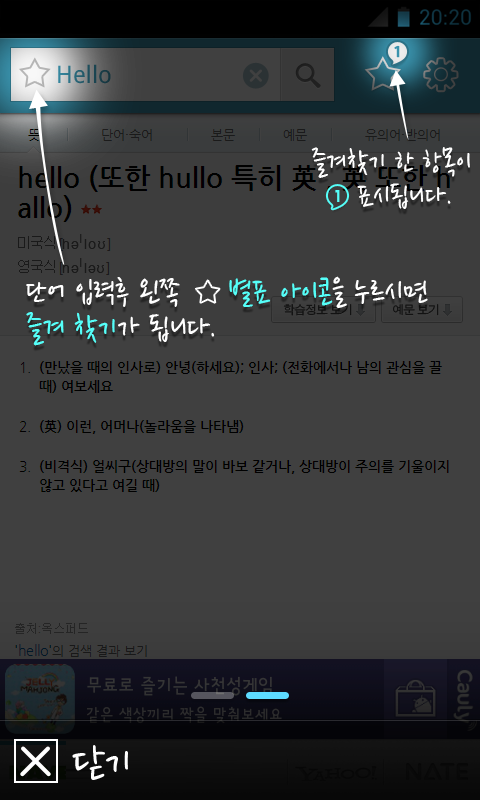 20:20
Hello
1
뜻 단어·숙어 본문 예문 유의어·반의어
즐겨찾기 한 항목이
1 표시됩니다.
hello (또한 hullo 특히 英 英 또한 h
allo) ★★
미국식[həˈloʊ]
영국식[həˈləʊ]
단어 입력후 왼쪽 ☆ 별표 아이콘을 누르시면
즐겨 찾기가 됩니다.
학습정보 보기 예문 보기
1. (만났을 때의 인사로) 안녕(하세요); 인사; (전화에서나 남의 관심을 끌
때) 여보세요
2. (英) 이런, 어머나(놀라움을 나타냄)
3. (비격식) 얼씨구(상대방의 말이 바보 같거나, 상대방이 주의를 기울이지
않고 있다고 여길 때)
출처:옥스퍼드
'hello'의 검색 결과 보기
무료로 즐기는 사천성게임
같은 색상끼리 짝을 맞춰보세요
MAHJONG
Cauly
닫기
YAHOO!
NATE